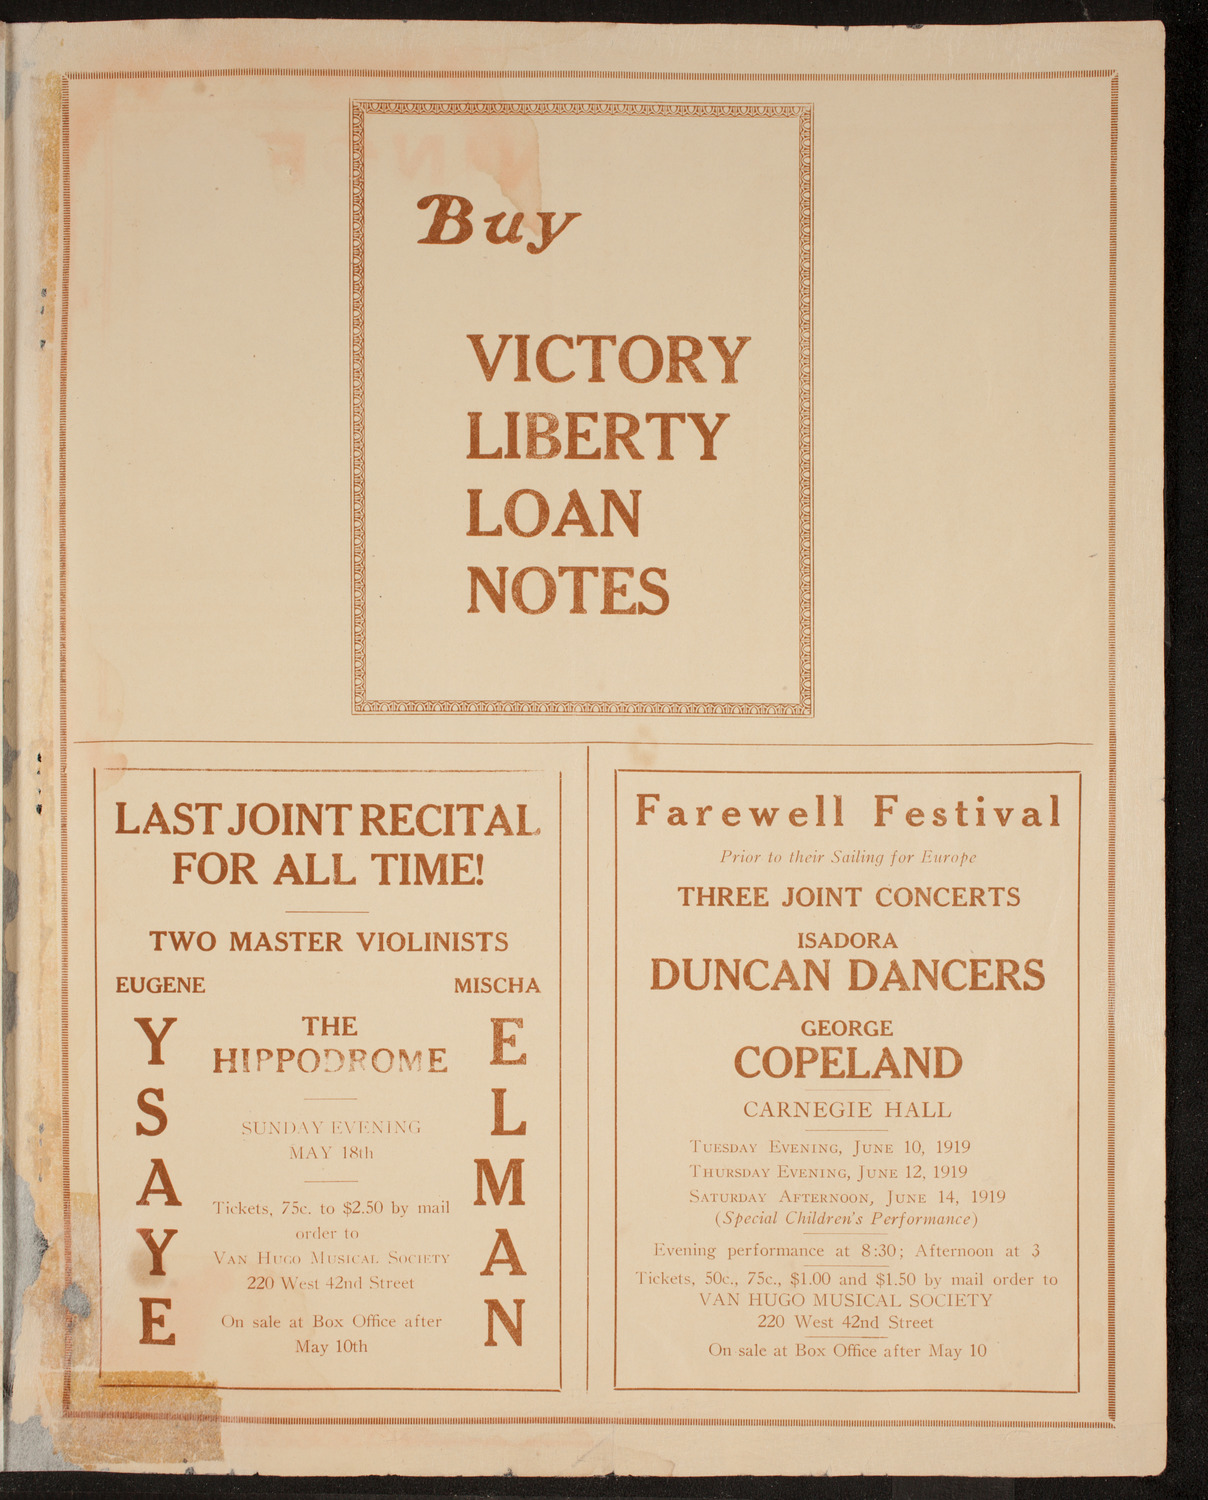 Buy
VICTORY
LIBERTY
LOAN
NOTES
LAST JOINT RECITAL
FOR ALL TIME!
TWO MASTER VIOLINISTS
EUGENE
YSAYE
MISCHA
ELMAN
THE
HIPPODROME
SUNDAY EVENING
MAY 18th
Tickets, 75c. to $2.50 by mail
order to
VAN HUGO MUSICAL SOCIETY
220 West 42nd Street
On sale at Box Office after
May 10th
Farewell Festival
Prior to their Sailing for Europe
THREE JOINT CONCERTS
ISADORA
DUNCAN DANCERS
GEORGE
COPELAND
CARNEGIE HALL
TUESDAY EVENING, JUNE 10, 1919
THURSDAY EVENING, JUNE 12, 1919
SATURDAY AFTERNOON, JUNE 14, 1919
(Special Children's Performance)
Evening performance at 8:30; Afternoon at 3
Tickets, 50c., 75c., $1.00 and $1.50 by mail order to
VAN HUGO MUSICAL SOCIETY
220 West 42nd Street
On sale at Box Office after May 10